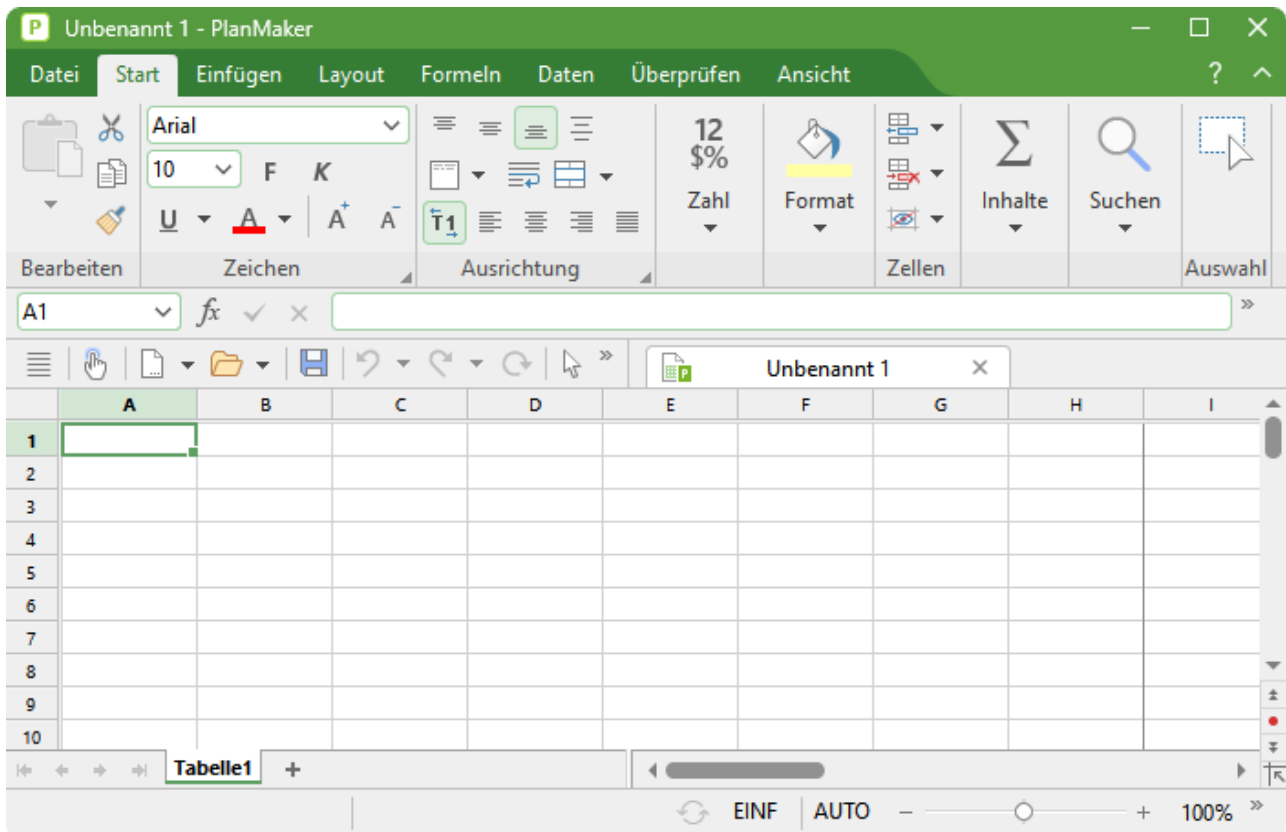 P Unbenannt 1 - PlanMaker
Datei Start Einfügen Layout Formeln Daten Überprüfen Ansicht ?
Arial
10 F K
U A A+ A-
T1
12
$%
Zahl
Format
Inhalte
Suchen
Bearbeiten Zeichen Ausrichtung Zellen Auswahl
A1 fx
P Unbenannt 1
A B C D E F G H I
1
2
3
4
5
6
7
8
9
10
Tabelle1 +
EINF AUTO − + 100% »